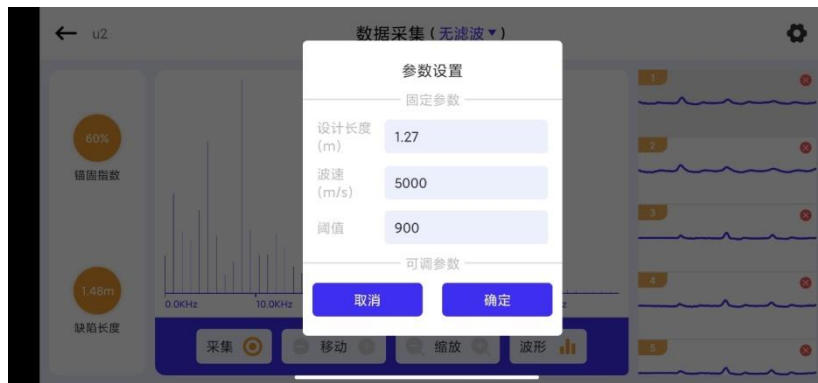 u2
数据采集(无滤波▼)
参数设置
固定参数
设计长度
(m)
1.27
波速
(m/s)
5000
阈值
900
可调参数
取消
确定
60%
锚固指数
1.48m
缺陷长度
0.0KHz
10.0KHz
z
采集
移动
缩放
波形
1
2
3
4
5